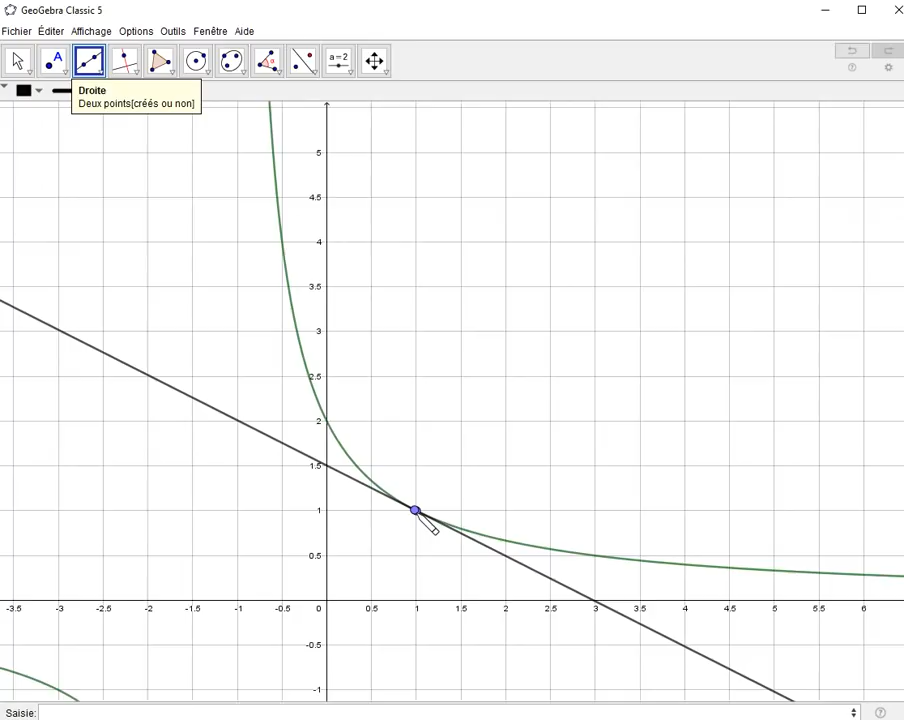 GeoGebra Classic 5
Fichier Éditer Affichage Options Outils Fenêtre Aide
A
α
a=2
Droite
Deux points[créés ou non]
5
4.5
4
3.5
3
2.5
2
1.5
1
0.5
-3.5 -3 -2.5 -2 -1.5 -1 -0.5 0 0.5 1 1.5 2 2.5 3 3.5 4 4.5 5 5.5 6
-0.5
-1
Saisie: